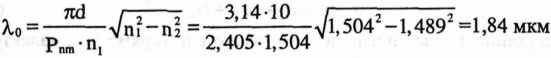 λ₀ = πd / (Pₙₘ · n₁) √(n₁² − n₂²) = 3,14·10 / (2,405·1,504) √(1,504² − 1,489²) = 1,84 мкм